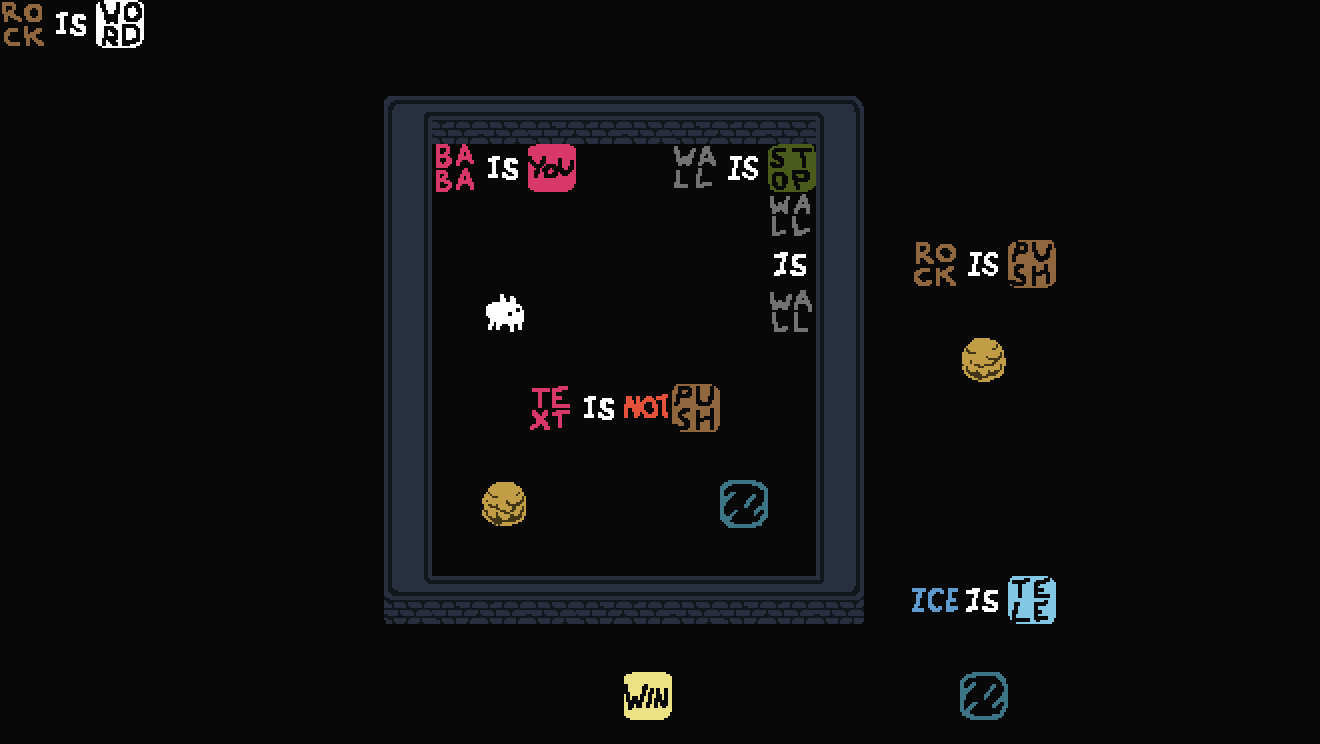 ROCK IS WORD
BABA IS YOU
WALL IS STOP
WALL
IS
WALL
ROCK IS PUSH
TEXT IS NOT PUSH
ICE IS TELE
WIN